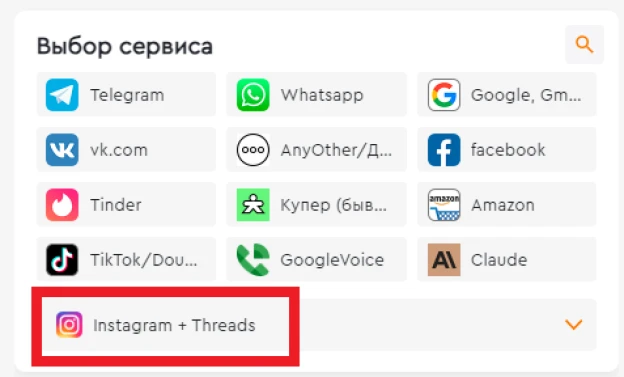 Выбор сервиса
Telegram
Whatsapp
Google, Gm...
vk.com
AnyOther/Д...
facebook
Tinder
Купер (быв...
amazon
Amazon
TikTok/Dou...
GoogleVoice
Claude
Instagram + Threads